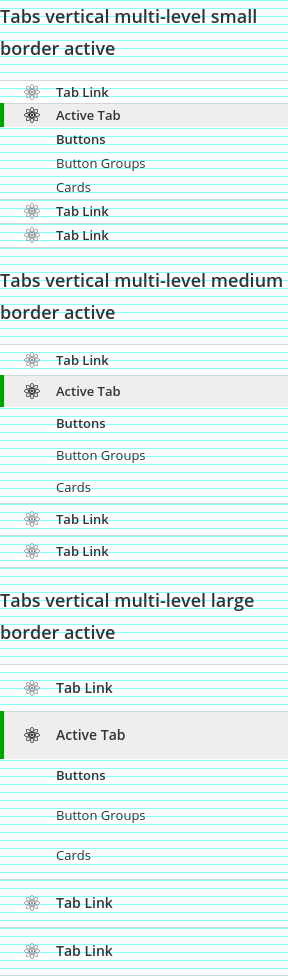 Tabs vertical multi-level small
border active
Tab Link
Active Tab
Buttons
Button Groups
Cards
Tab Link
Tab Link
Tabs vertical multi-level medium
border active
Tab Link
Active Tab
Buttons
Button Groups
Cards
Tab Link
Tab Link
Tabs vertical multi-level large
border active
Tab Link
Active Tab
Buttons
Button Groups
Cards
Tab Link
Tab Link